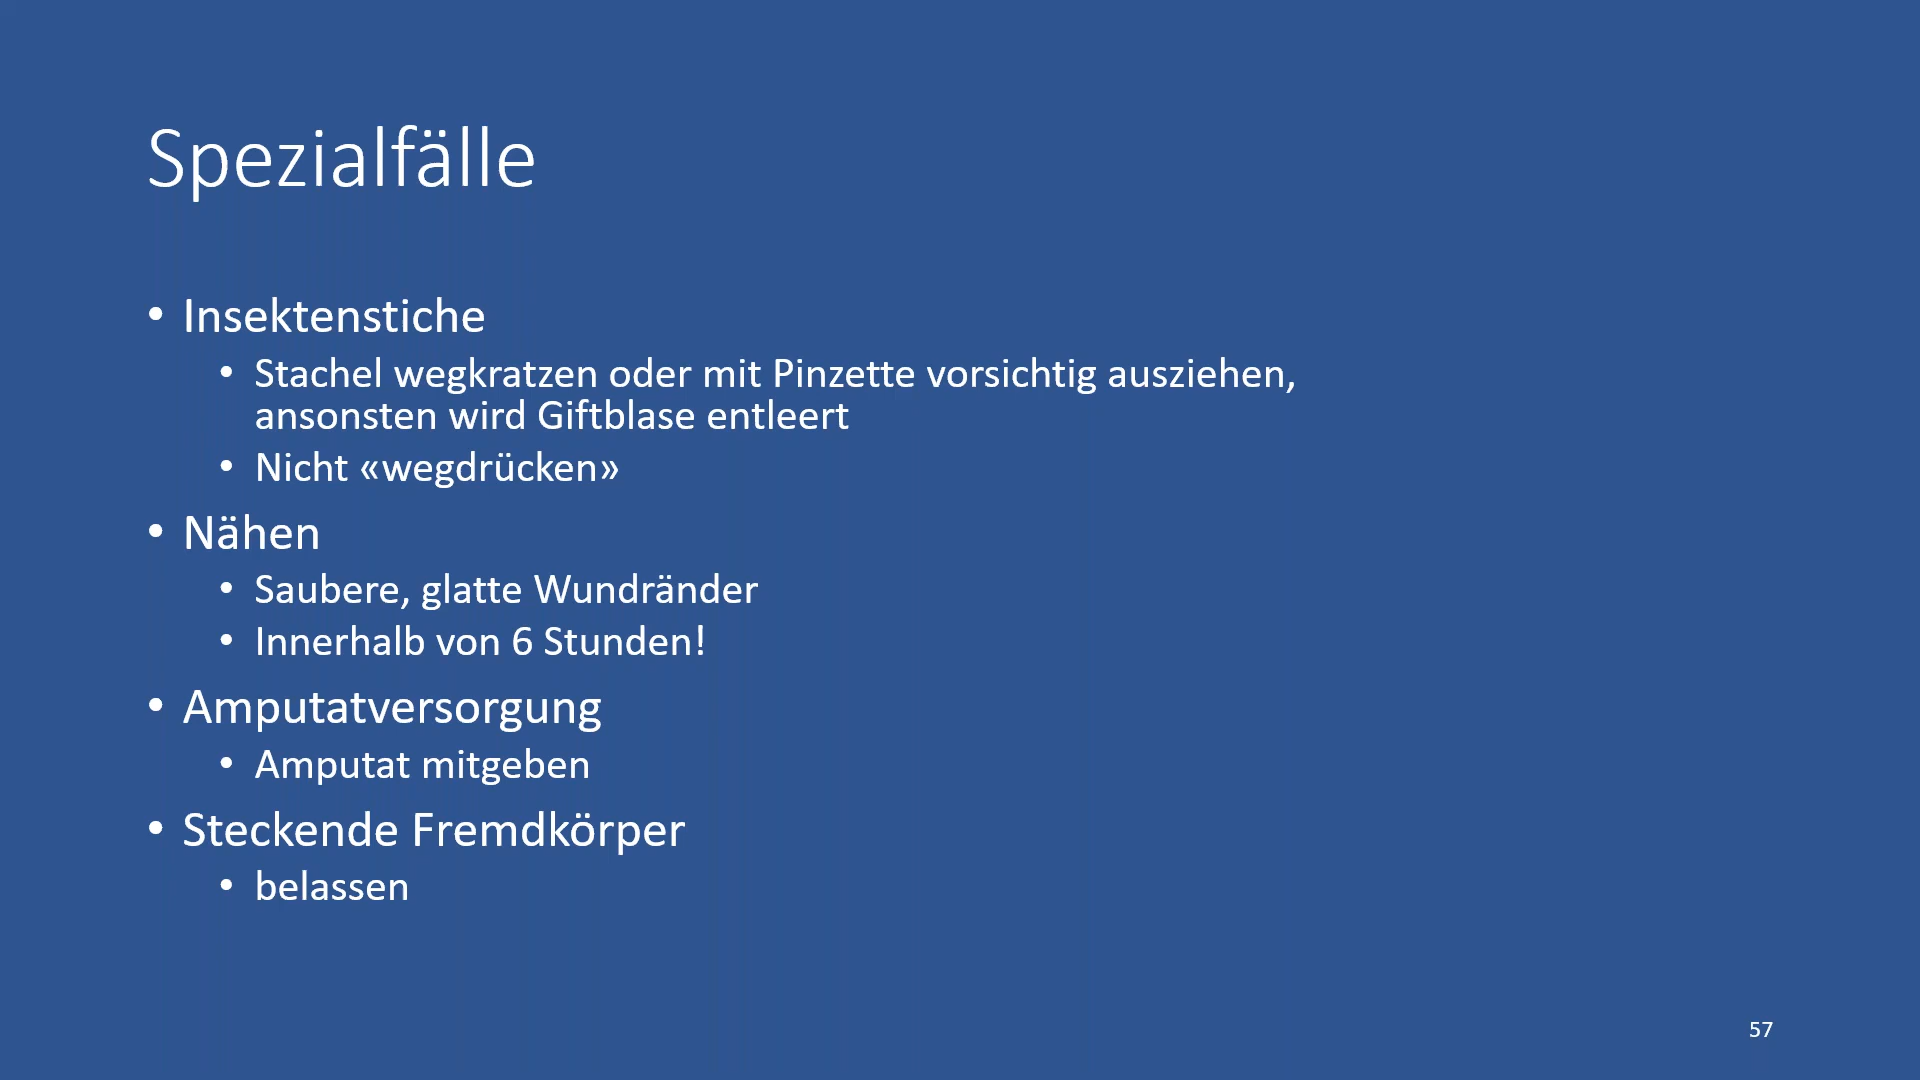 Spezialfälle
• Insektenstiche
• Stachel wegkratzen oder mit Pinzette vorsichtig ausziehen,
ansonsten wird Giftblase entleert
• Nicht «wegdrücken»
• Nähen
• Saubere, glatte Wundränder
• Innerhalb von 6 Stunden!
• Amputatversorgung
• Amputat mitgeben
• Steckende Fremdkörper
• belassen
57